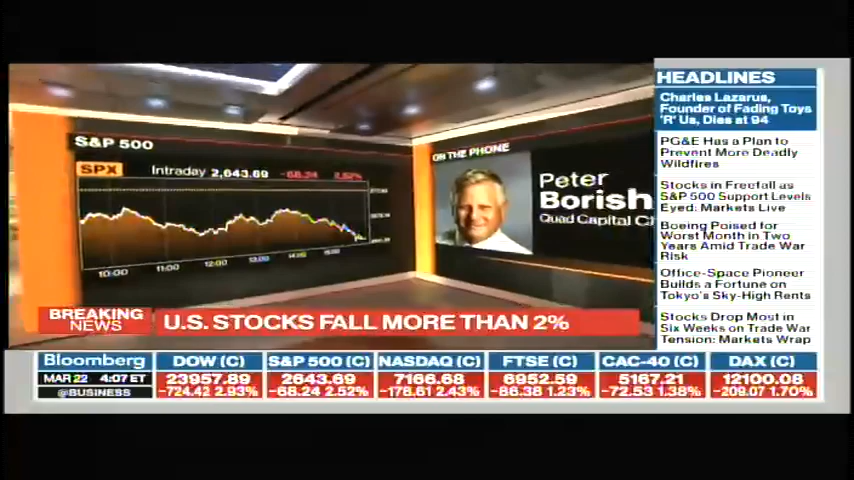 S&P 500
SPX Intraday 2,643.69 -68.24 2.52%
10:00 11:00 12:00 13:00
ON THE PHONE
Peter
Borish
Quad Capital
BREAKING
NEWS
U.S. STOCKS FALL MORE THAN 2%
HEADLINES
Charles Lazarus,
Founder of Fading Toys
'R' Us, Dies at 94
PG&E Has a Plan to
Prevent More Deadly
Wildfires
Stocks in Freefall as
S&P 500 Support Levels
Eyed: Markets Live
Boeing Poised for
Worst Month in Two
Years Amid Trade War
Risk
Office-Space Pioneer
Builds a Fortune on
Tokyo's Sky-High Rents
Stocks Drop Most in
Six Weeks on Trade War
Tension: Markets Wrap
Bloomberg DOW (C) S&P 500 (C) NASDAQ (C) FTSE (C) CAC-40 (C) DAX (C)
MAR 22 4:07 ET 23957.89 2643.69 7166.68 6952.59 5167.21 12100.08
@BUSINESS -724.42 2.93% -68.24 2.52% -178.61 2.43% -86.38 1.23% -72.53 1.38% -209.07 1.70%